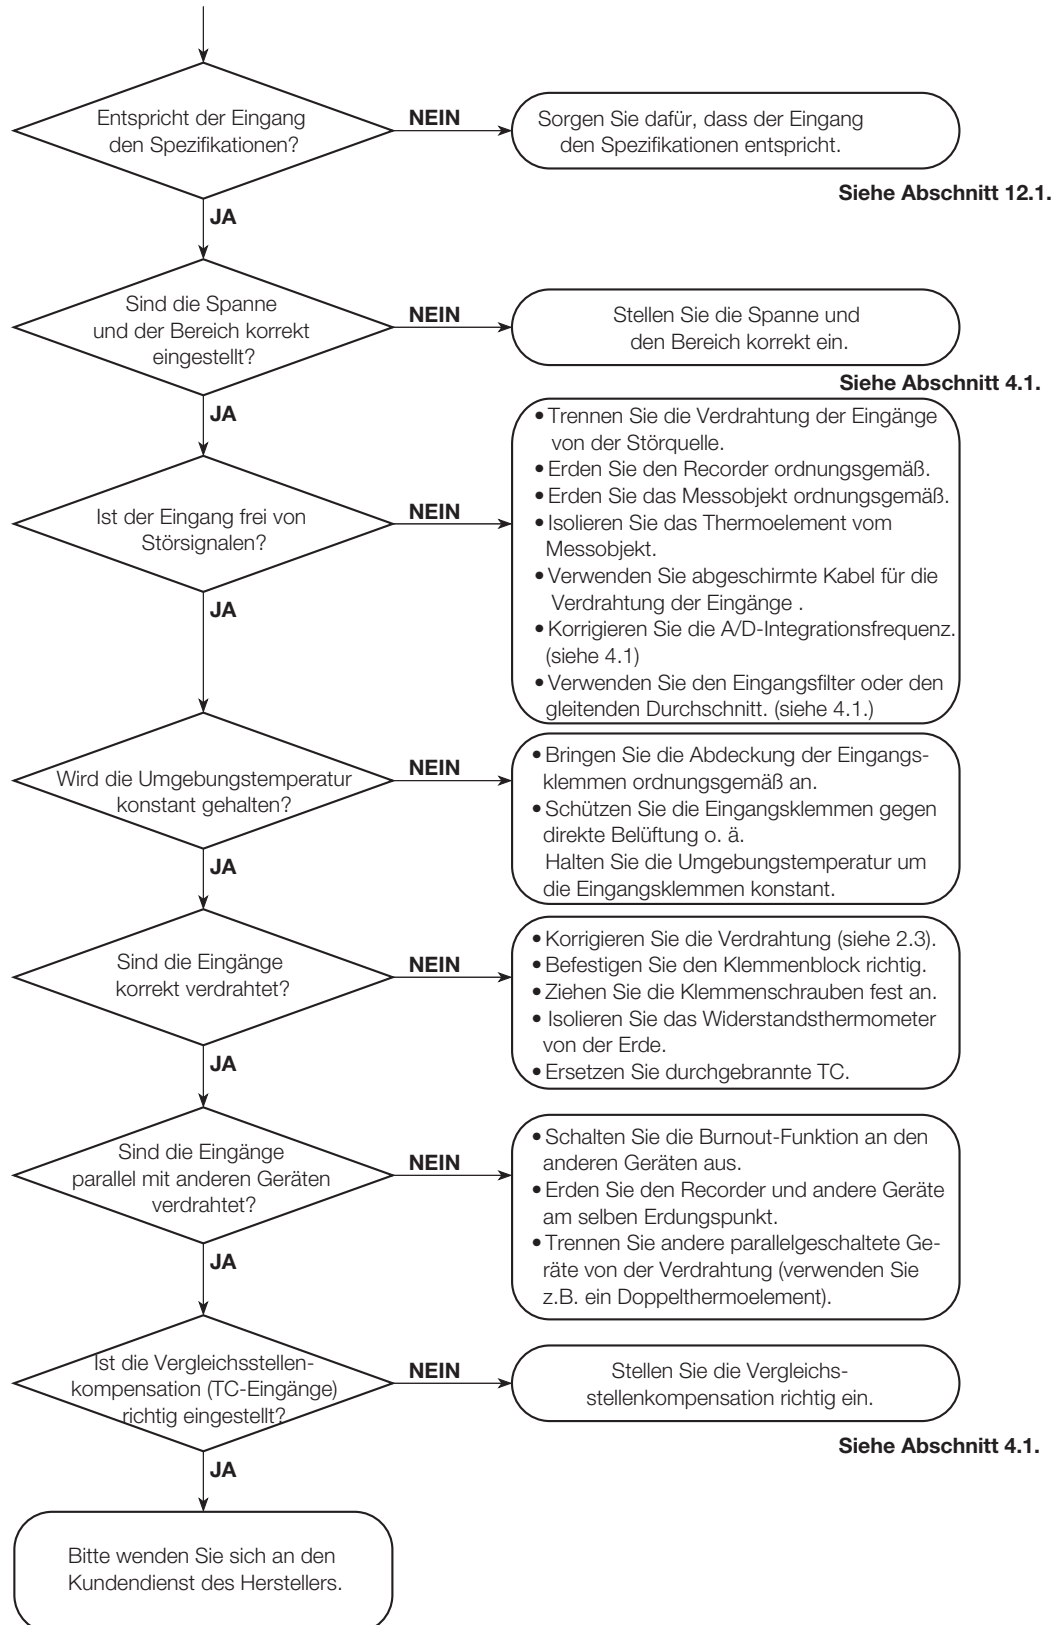 Entspricht der Eingang
den Spezifikationen?
NEIN
Sorgen Sie dafür, dass der Eingang
den Spezifikationen entspricht.
Siehe Abschnitt 12.1.
JA
Sind die Spanne
und der Bereich korrekt
eingestellt?
NEIN
Stellen Sie die Spanne und
den Bereich korrekt ein.
Siehe Abschnitt 4.1.
JA
Ist der Eingang frei von
Störsignalen?
NEIN
• Trennen Sie die Verdrahtung der Eingänge
von der Störquelle.
• Erden Sie den Recorder ordnungsgemäß.
• Erden Sie das Messobjekt ordnungsgemäß.
• Isolieren Sie das Thermoelement vom
Messobjekt.
• Verwenden Sie abgeschirmte Kabel für die
Verdrahtung der Eingänge .
• Korrigieren Sie die A/D-Integrationsfrequenz.
(siehe 4.1)
• Verwenden Sie den Eingangsfilter oder den
gleitenden Durchschnitt. (siehe 4.1.)
JA
Wird die Umgebungstemperatur
konstant gehalten?
NEIN
• Bringen Sie die Abdeckung der Eingangs-
klemmen ordnungsgemäß an.
• Schützen Sie die Eingangsklemmen gegen
direkte Belüftung o. ä.
Halten Sie die Umgebungstemperatur um
die Eingangsklemmen konstant.
JA
Sind die Eingänge
korrekt verdrahtet?
NEIN
• Korrigieren Sie die Verdrahtung (siehe 2.3).
• Befestigen Sie den Klemmenblock richtig.
• Ziehen Sie die Klemmenschrauben fest an.
• Isolieren Sie das Widerstandsthermometer
von der Erde.
• Ersetzen Sie durchgebrannte TC.
JA
Sind die Eingänge
parallel mit anderen Geräten
verdrahtet?
NEIN
• Schalten Sie die Burnout-Funktion an den
anderen Geräten aus.
• Erden Sie den Recorder und andere Geräte
am selben Erdungspunkt.
• Trennen Sie andere parallelgeschaltete Ge-
räte von der Verdrahtung (verwenden Sie
z.B. ein Doppelthermoelement).
JA
Ist die Vergleichsstellen-
kompensation (TC-Eingänge)
richtig eingestellt?
NEIN
Stellen Sie die Vergleichs-
stellenkompensation richtig ein.
Siehe Abschnitt 4.1.
JA
Bitte wenden Sie sich an den
Kundendienst des Herstellers.